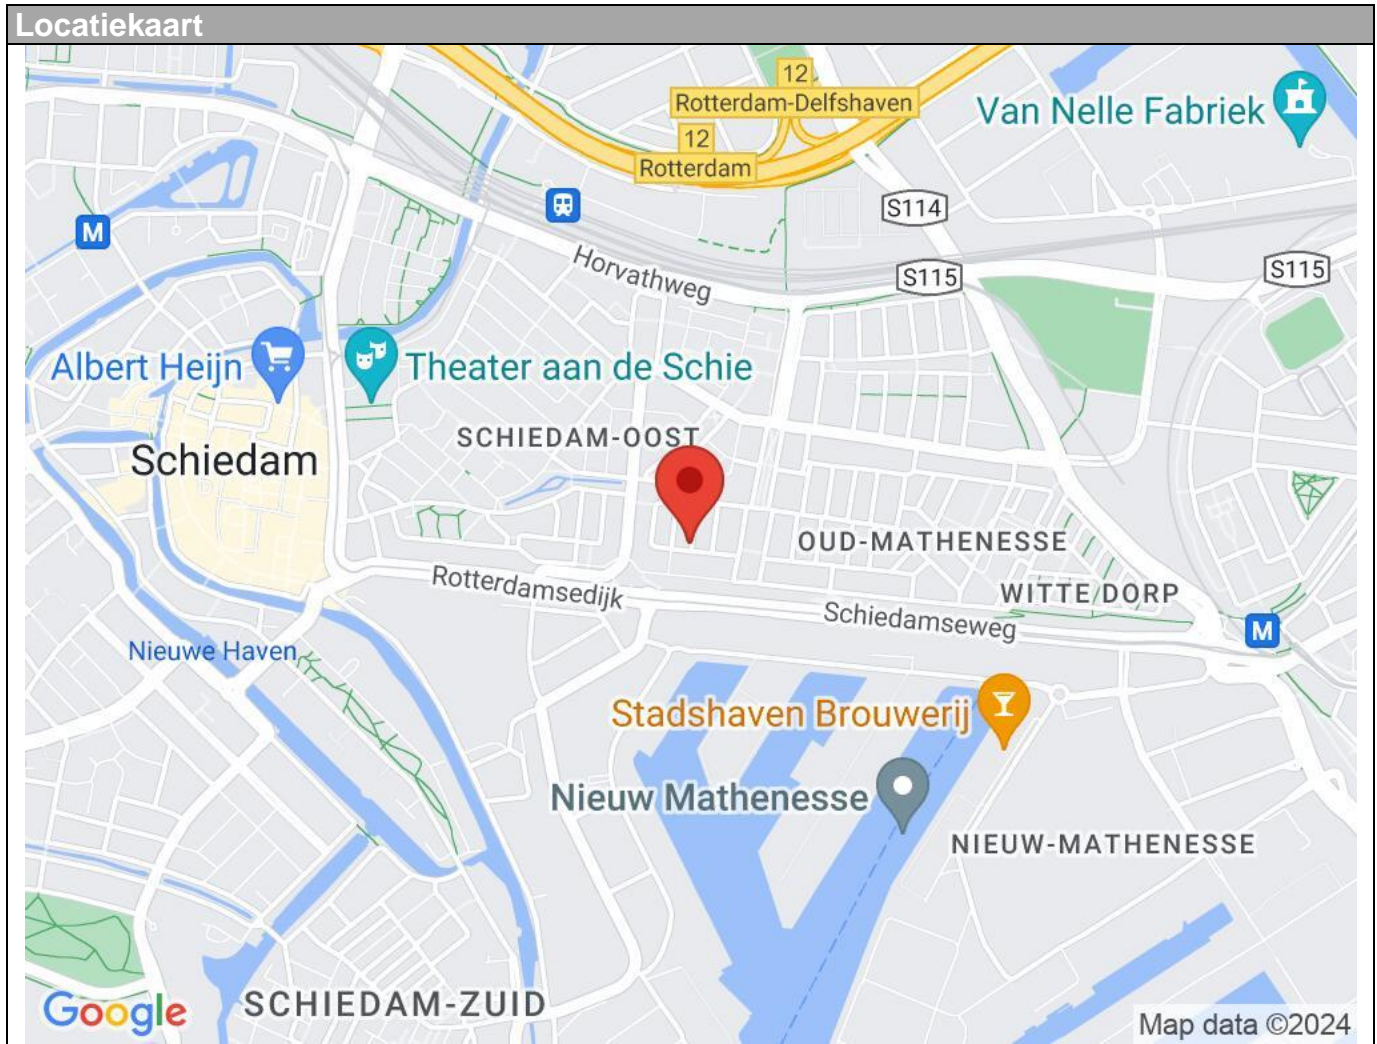 Locatiekaart
12
Rotterdam-Delfshaven
Van Nelle Fabriek
12
Rotterdam
S114
M
Horvathweg
S115
S115
Albert Heijn
Theater aan de Schie
SCHIEDAM-OOST
Schiedam
OUD-MATHENESSE
Rotterdamsedijk
WITTE DORP
Schiedamseweg
M
Nieuwe Haven
Stadshaven Brouwerij
Nieuw Mathenesse
NIEUW-MATHENESSE
SCHIEDAM-ZUID
Google
Map data ©2024